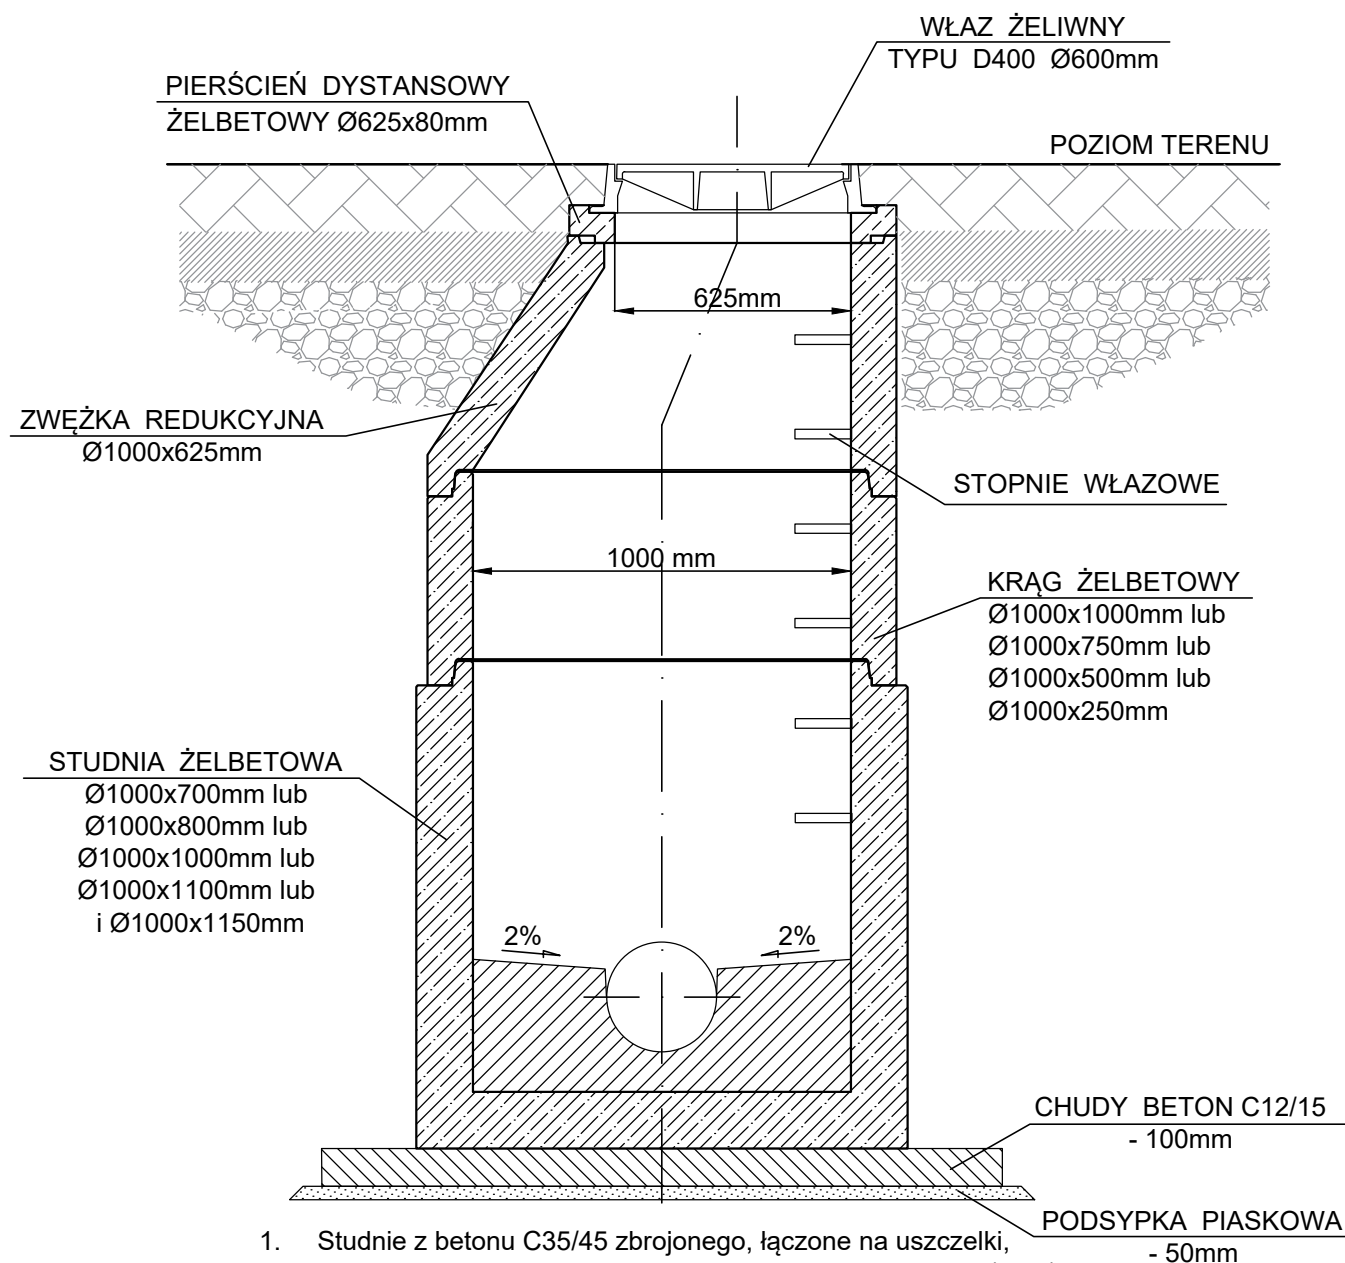 WŁAZ ŻELIWNY
TYPU D400 Ø600mm
PIERŚCIEŃ DYSTANSOWY
ŻELBETOWY Ø625x80mm
POZIOM TERENU
625mm
ZWĘŻKA REDUKCYJNA
Ø1000x625mm
STOPNIE WŁAZOWE
1000 mm
KRĄG ŻELBETOWY
Ø1000x1000mm lub
Ø1000x750mm lub
Ø1000x500mm lub
Ø1000x250mm
STUDNIA ŻELBETOWA
Ø1000x700mm lub
Ø1000x800mm lub
Ø1000x1000mm lub
Ø1000x1100mm lub
i Ø1000x1150mm
2%
2%
CHUDY BETON C12/15
- 100mm
PODSYPKA PIASKOWA
- 50mm
1. Studnie z betonu C35/45 zbrojonego, łączone na uszczelki,